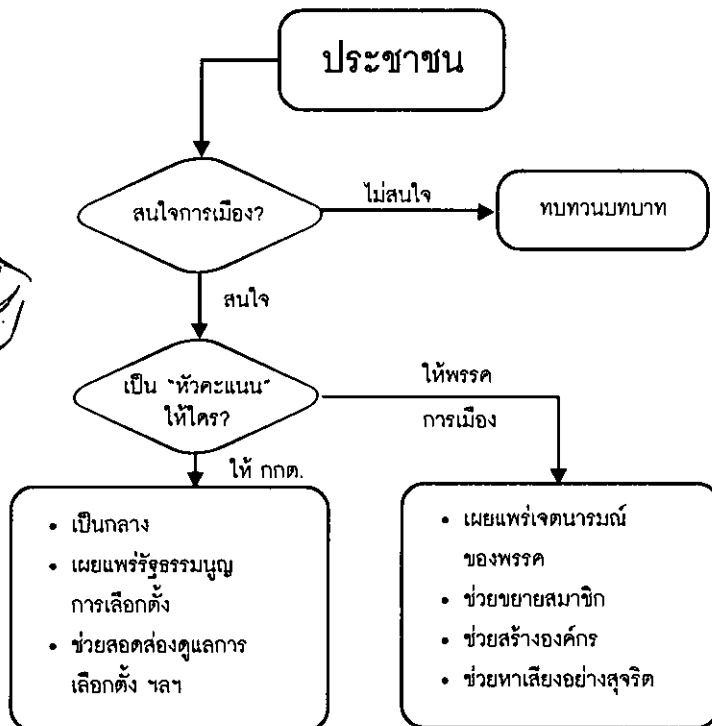 ประชาชน
สนใจการเมือง?
ไม่สนใจ
ทบทวนบทบาท
สนใจ
เป็น "หัวคะแนน"
ให้ใคร?
ให้พรรค
การเมือง
ให้ กกต.
• เป็นกลาง
• เผยแพร่รัฐธรรมนูญ
การเลือกตั้ง
• ช่วยสอดส่องดูแลการ
เลือกตั้ง ฯลฯ
• เผยแพร่เจตนารมณ์
ของพรรค
• ช่วยขยายสมาชิก
• ช่วยสร้างองค์กร
• ช่วยหาเสียงอย่างสุจริต